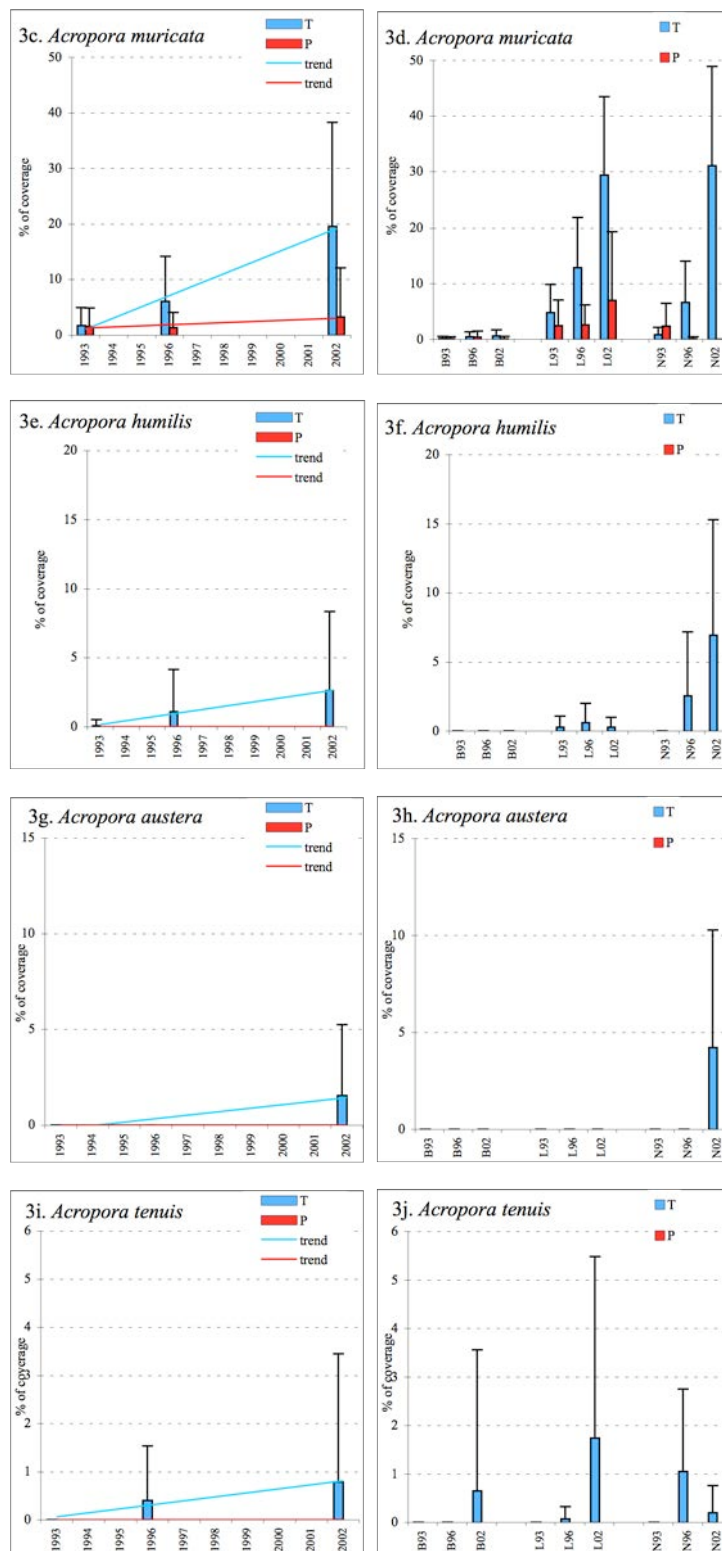 3c. Acropora muricata
T
P
trend
trend
% of coverage
50
40
30
20
10
0
1993
1994
1995
1996
1997
1998
1999
2000
2001
2002
3d. Acropora muricata
T
P
% of coverage
50
40
30
20
10
0
B93
B96
B02
L93
L96
L02
N93
N96
N02
3e. Acropora humilis
T
P
trend
trend
% of coverage
20
15
10
5
0
1993
1994
1995
1996
1997
1998
1999
2000
2001
2002
3f. Acropora humilis
T
P
% of coverage
20
15
10
5
0
B93
B96
B02
L93
L96
L02
N93
N96
N02
3g. Acropora austera
T
P
trend
trend
% of coverage
15
10
5
0
1993
1994
1995
1996
1997
1998
1999
2000
2001
2002
3h. Acropora austera
T
P
% of coverage
15
10
5
0
B93
B96
B02
L93
L96
L02
N93
N96
N02
3i. Acropora tenuis
T
P
trend
trend
% of coverage
6
5
4
3
2
1
0
1993
1994
1995
1996
1997
1998
1999
2000
2001
2002
3j. Acropora tenuis
T
P
% of coverage
6
5
4
3
2
1
0
B93
B96
B02
L93
L96
L02
N93
N96
N02